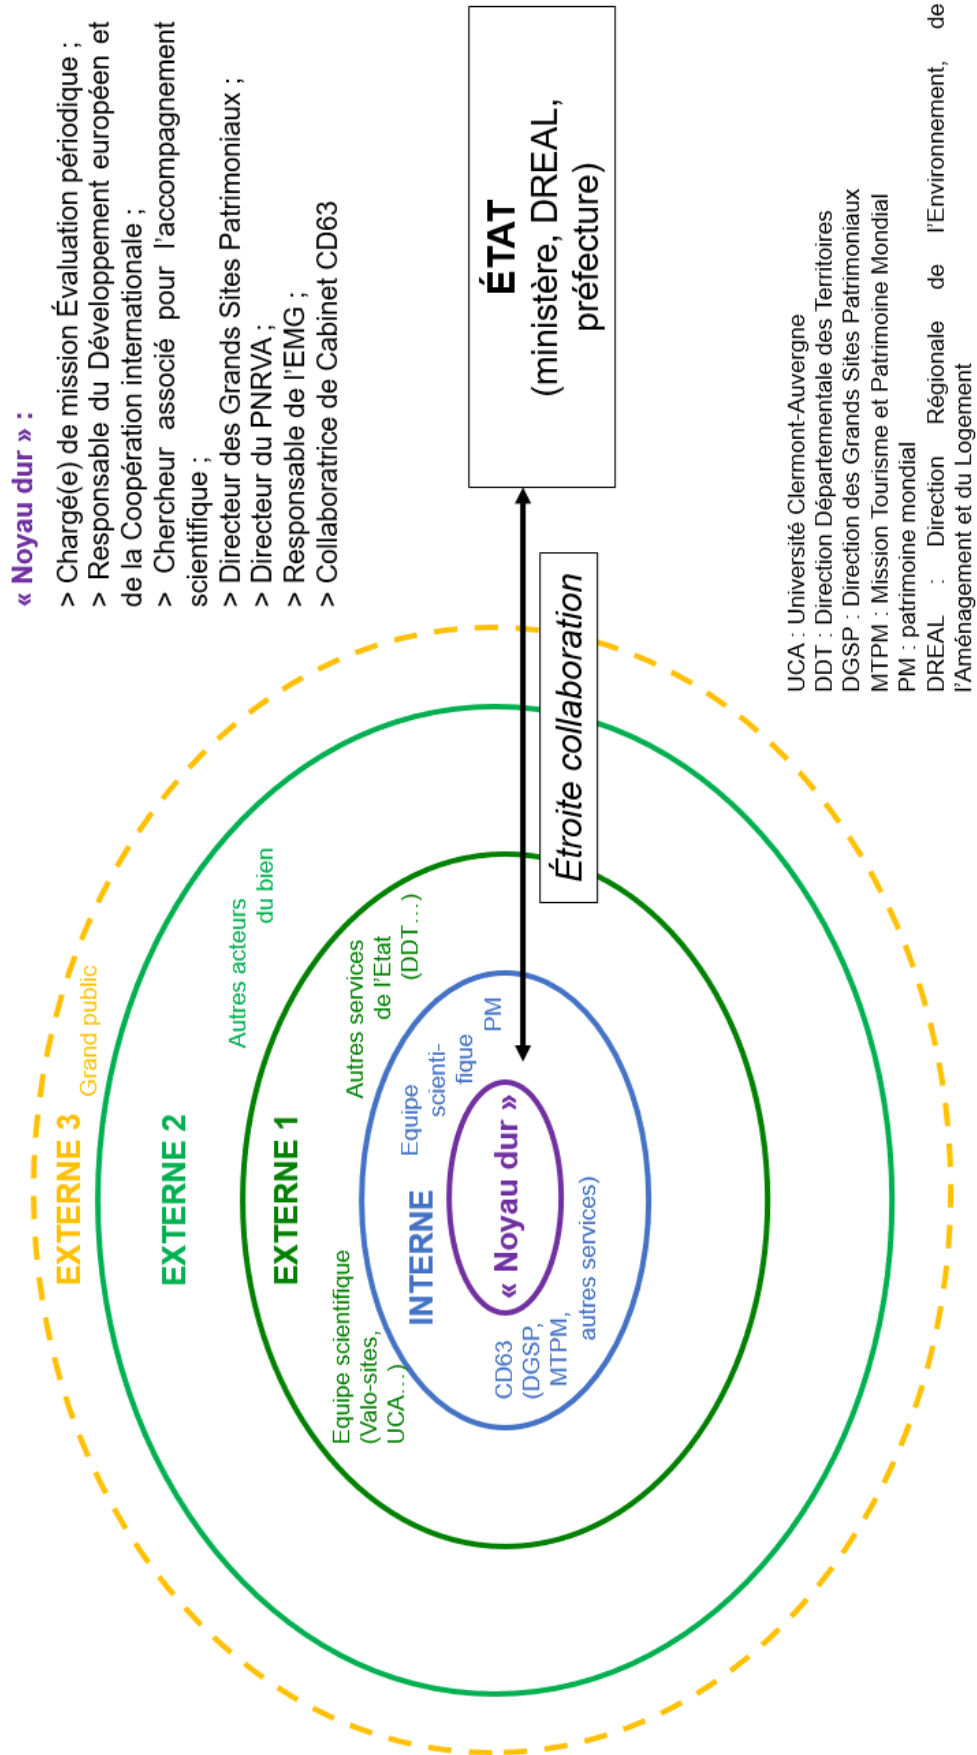 EXTERNE 3
Grand public
EXTERNE 2
Autres acteurs
du bien
EXTERNE 1
Equipe scientifique
(Valo-sites,
UCA…)
Autres services
de l'Etat
(DDT…)
INTERNE
Equipe
scienti-
fique
PM
CD63
(DGSP,
MTPM,
autres services)
« Noyau dur »
Étroite collaboration
ÉTAT
(ministère, DREAL,
préfecture)
« Noyau dur » :
> Chargé(e) de mission Évaluation périodique ;
> Responsable du Développement européen et
de la Coopération internationale ;
> Chercheur associé pour l'accompagnement
scientifique ;
> Directeur des Grands Sites Patrimoniaux ;
> Directeur du PNRVA ;
> Responsable de l'EMG ;
> Collaboratrice de Cabinet CD63
UCA : Université Clermont-Auvergne
DDT : Direction Départementale des Territoires
DGSP : Direction des Grands Sites Patrimoniaux
MTPM : Mission Tourisme et Patrimoine Mondial
PM : patrimoine mondial
DREAL : Direction Régionale de l'Environnement, de
l'Aménagement et du Logement